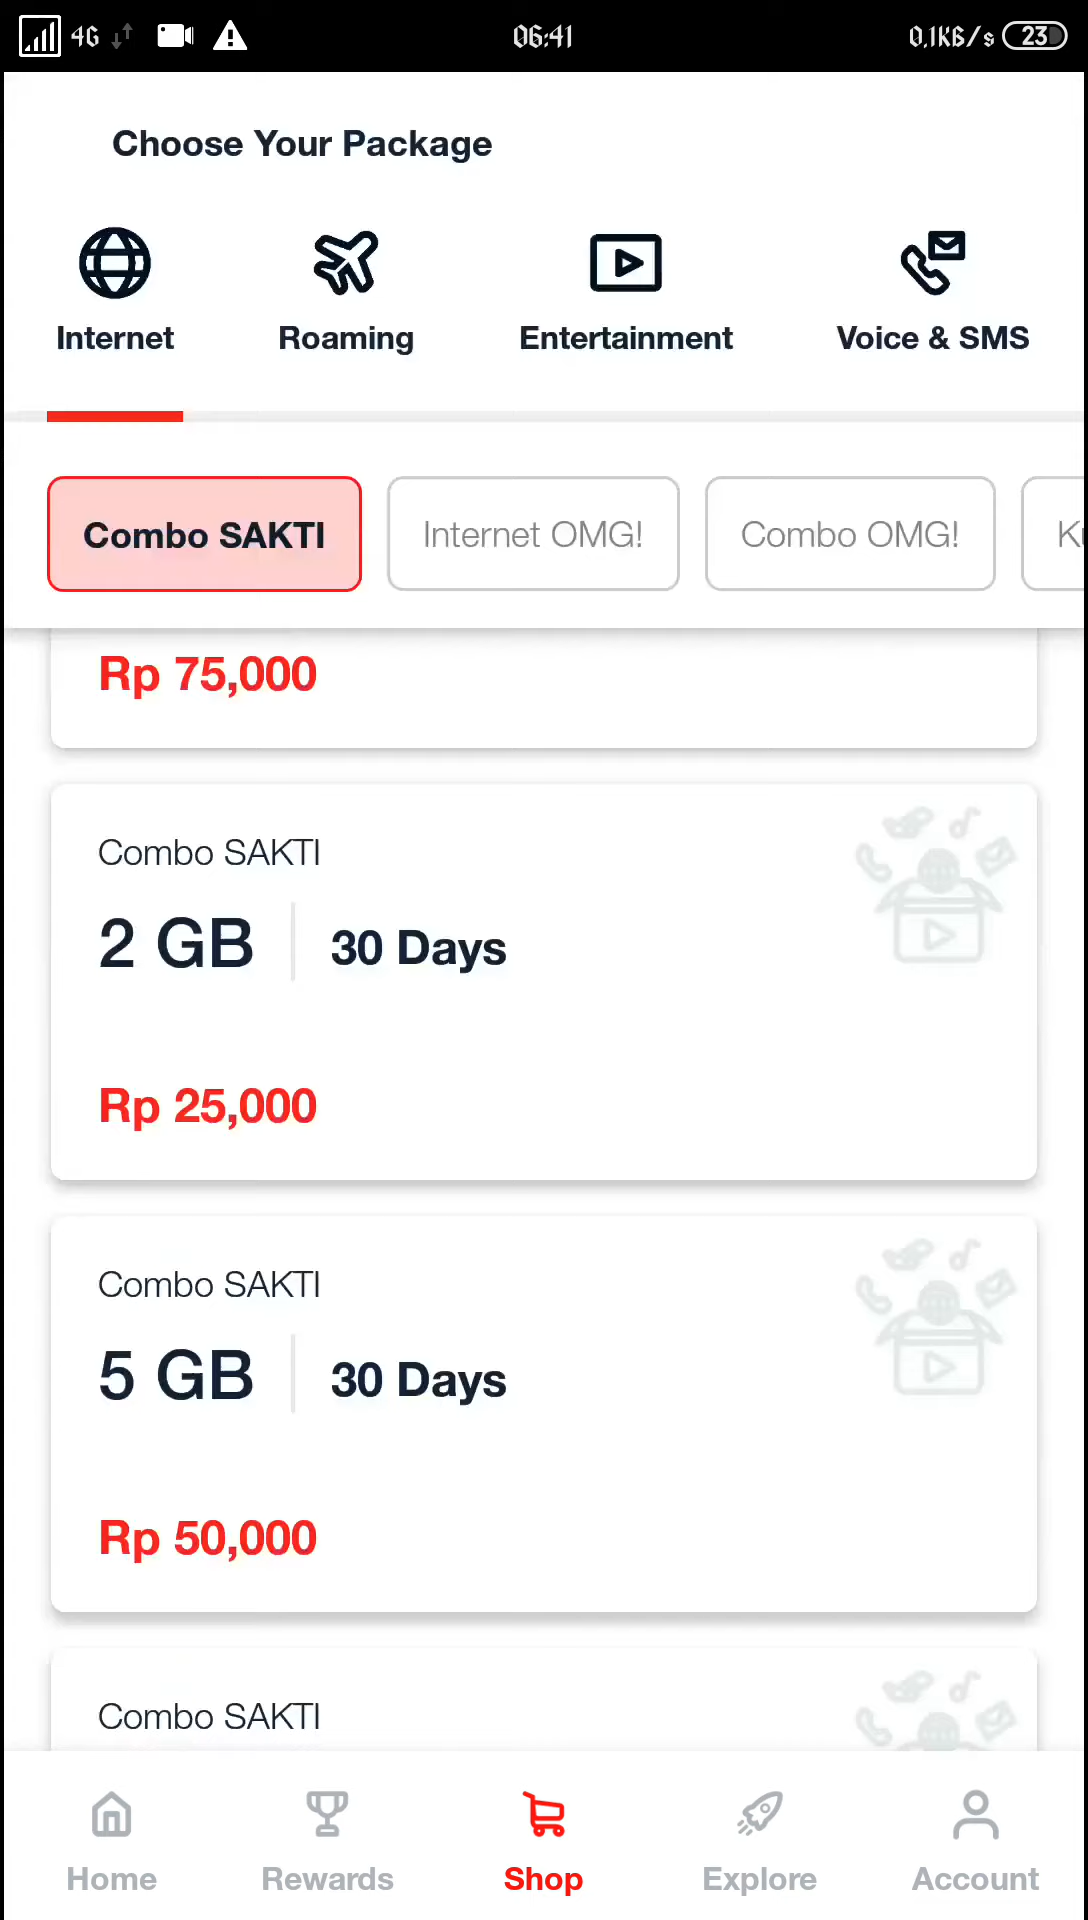 4G 06:41 0.1KB/s 23
Choose Your Package
Internet Roaming Entertainment Voice & SMS
Combo SAKTI Internet OMG! Combo OMG!
Rp 75,000
Combo SAKTI
2 GB 30 Days
Rp 25,000
Combo SAKTI
5 GB 30 Days
Rp 50,000
Combo SAKTI
Home Rewards Shop Explore Account